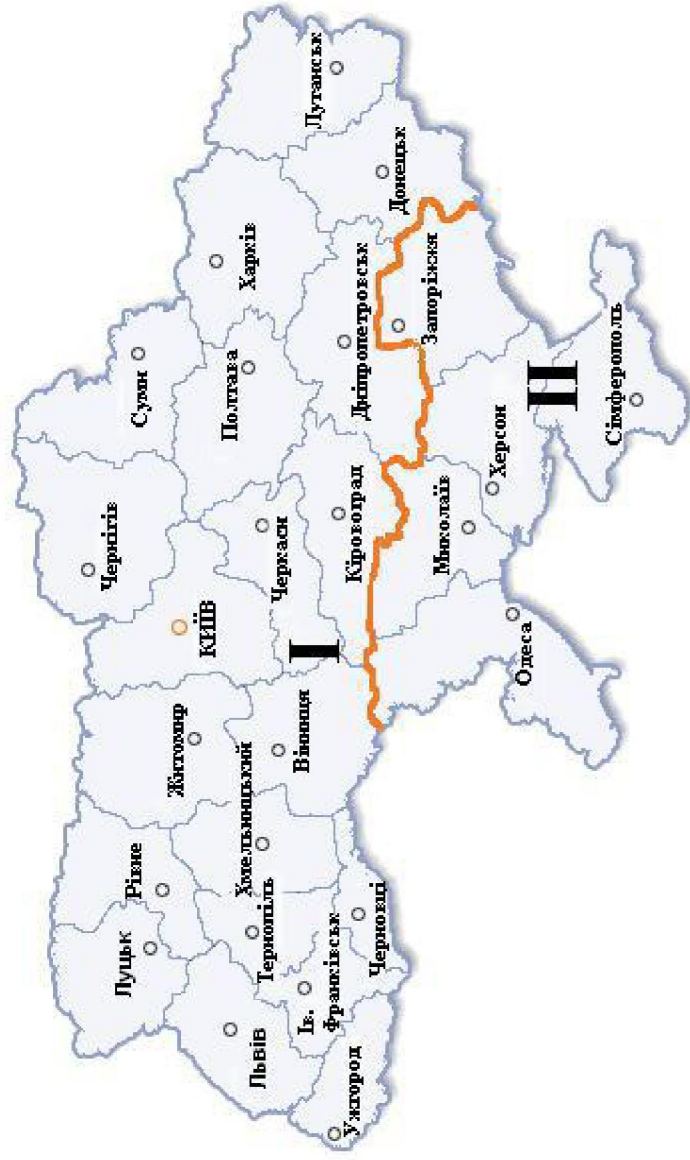 Чернігів
Суми
Луцьк
Рівне
Житомир
КИЇВ
Харків
Полтава
Львів
Тернопіль
Хмельницький
Вінниця
Черкаси
Луганськ
I
Ів.
Франківськ
Кіровоград
Дніпропетровськ
Донецьк
Ужгород
Черновці
Запоріжжя
Миколаїв
Херсон
Одеса
II
Сімферополь